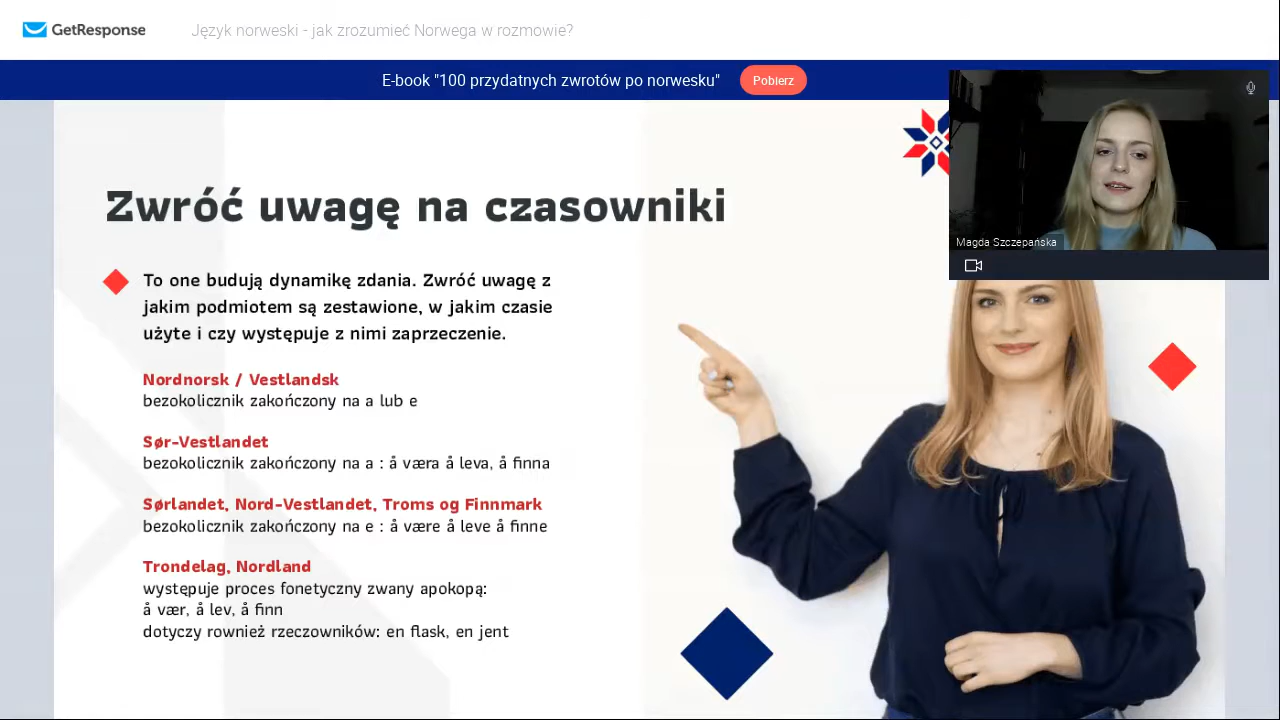 GetResponse
Język norweski - jak zrozumieć Norwega w rozmowie?
E-book "100 przydatnych zwrotów po norwesku"
Pobierz
Magda Szczepańska
Zwróć uwagę na czasowniki
To one budują dynamikę zdania. Zwróć uwagę z
jakim podmiotem są zestawione, w jakim czasie
użyte i czy występuje z nimi zaprzeczenie.
Nordnorsk / Vestlandsk
bezokolicznik zakończony na a lub e
Sør-Vestlandet
bezokolicznik zakończony na a : å væra å leva, å finna
Sørlandet, Nord-Vestlandet, Troms og Finnmark
bezokolicznik zakończony na e : å være å leve å finne
Trondelag, Nordland
występuje proces fonetyczny zwany apokopą:
å vær, å lev, å finn
dotyczy rownież rzeczowników: en flask, en jent